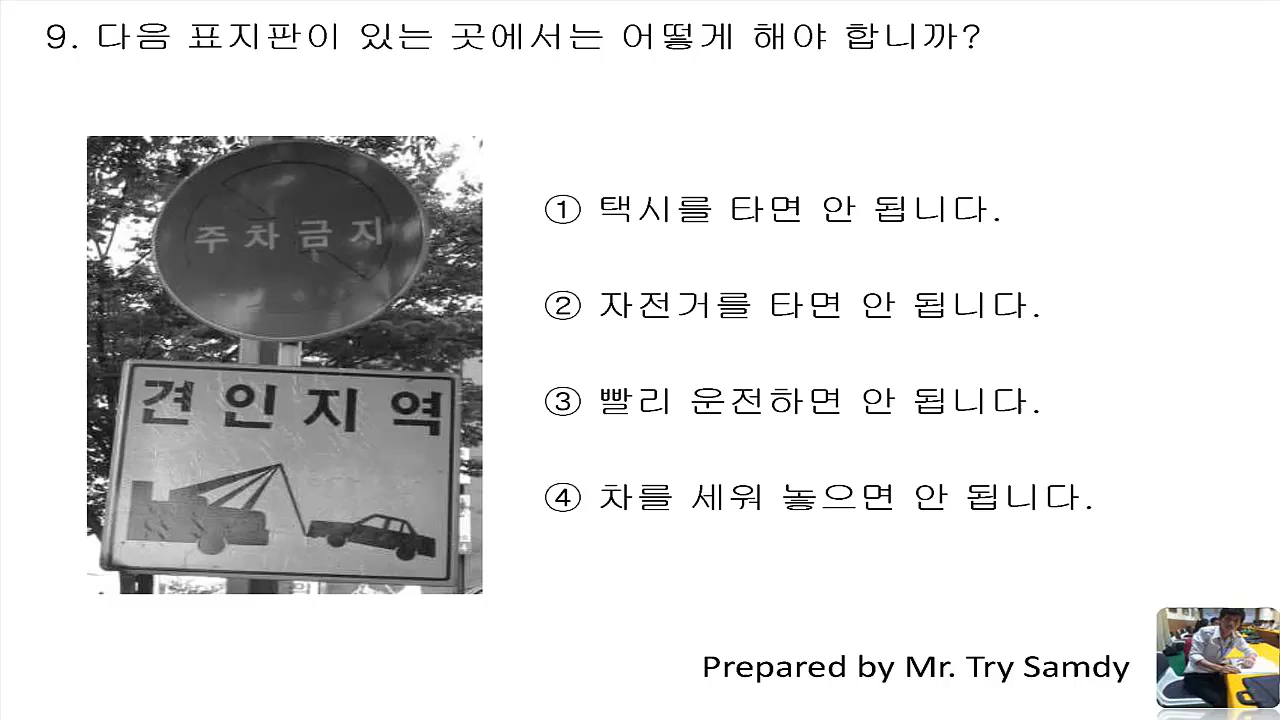 9. 다음 표지판이 있는 곳에서는 어떻게 해야 합니까?
주차금지
견인지역
① 택시를 타면 안 됩니다.
② 자전거를 타면 안 됩니다.
③ 빨리 운전하면 안 됩니다.
④ 차를 세워 놓으면 안 됩니다.
Prepared by Mr. Try Samdy